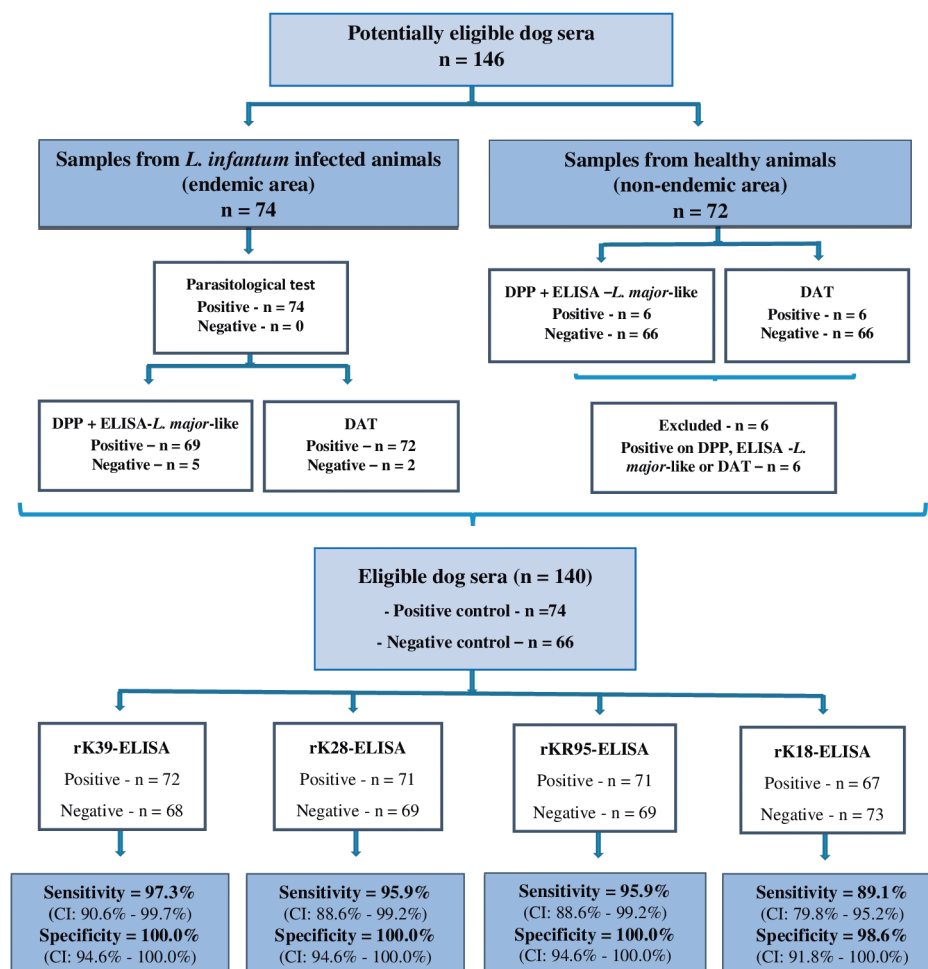 Potentially eligible dog sera
n = 146
Samples from L. infantum infected animals
(endemic area)
n = 74
Samples from healthy animals
(non-endemic area)
n = 72
Parasitological test
Positive - n = 74
Negative - n = 0
DPP + ELISA –L. major-like
Positive - n = 6
Negative - n = 66
DAT
Positive - n = 6
Negative - n = 66
DPP + ELISA-L. major-like
Positive – n = 69
Negative – n = 5
DAT
Positive – n = 72
Negative – n = 2
Excluded - n = 6
Positive on DPP, ELISA -L.
major-like or DAT – n = 6
Eligible dog sera (n = 140)
- Positive control - n =74
- Negative control – n = 66
rK39-ELISA
Positive - n = 72
Negative - n = 68
rK28-ELISA
Positive - n = 71
Negative - n = 69
rKR95-ELISA
Positive - n = 71
Negative - n = 69
rK18-ELISA
Positive - n = 67
Negative - n = 73
Sensitivity = 97.3%
(CI: 90.6% - 99.7%)
Specificity = 100.0%
(CI: 94.6% - 100.0%)
Sensitivity = 95.9%
(CI: 88.6% - 99.2%)
Specificity = 100.0%
(CI: 94.6% - 100.0%)
Sensitivity = 95.9%
(CI: 88.6% - 99.2%)
Specificity = 100.0%
(CI: 94.6% - 100.0%)
Sensitivity = 89.1%
(CI: 79.8% - 95.2%)
Specificity = 98.6%
(CI: 91.8% - 100.0%)